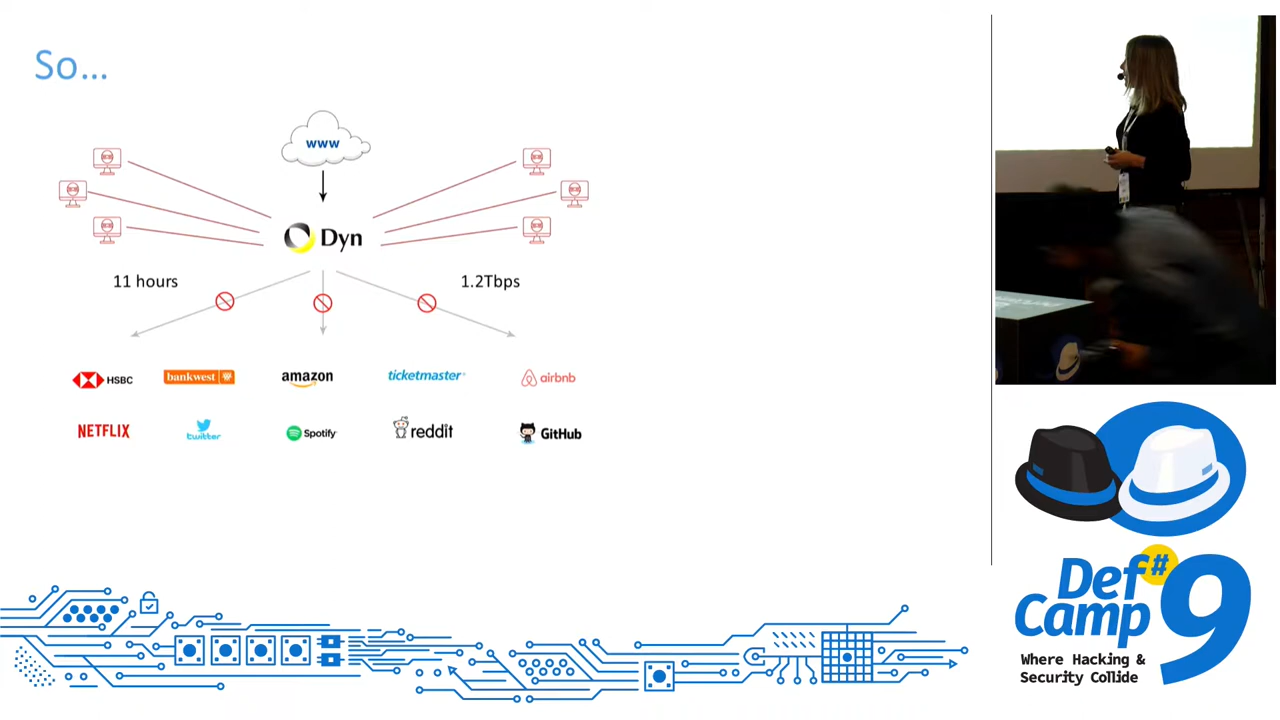 So...
www
Dyn
11 hours
1.2Tbps
HSBC
bankwest
amazon
ticketmaster
airbnb
NETFLIX
twitter
Spotify
reddit
GitHub
Def
#
Camp
9
Where Hacking &
Security Collide